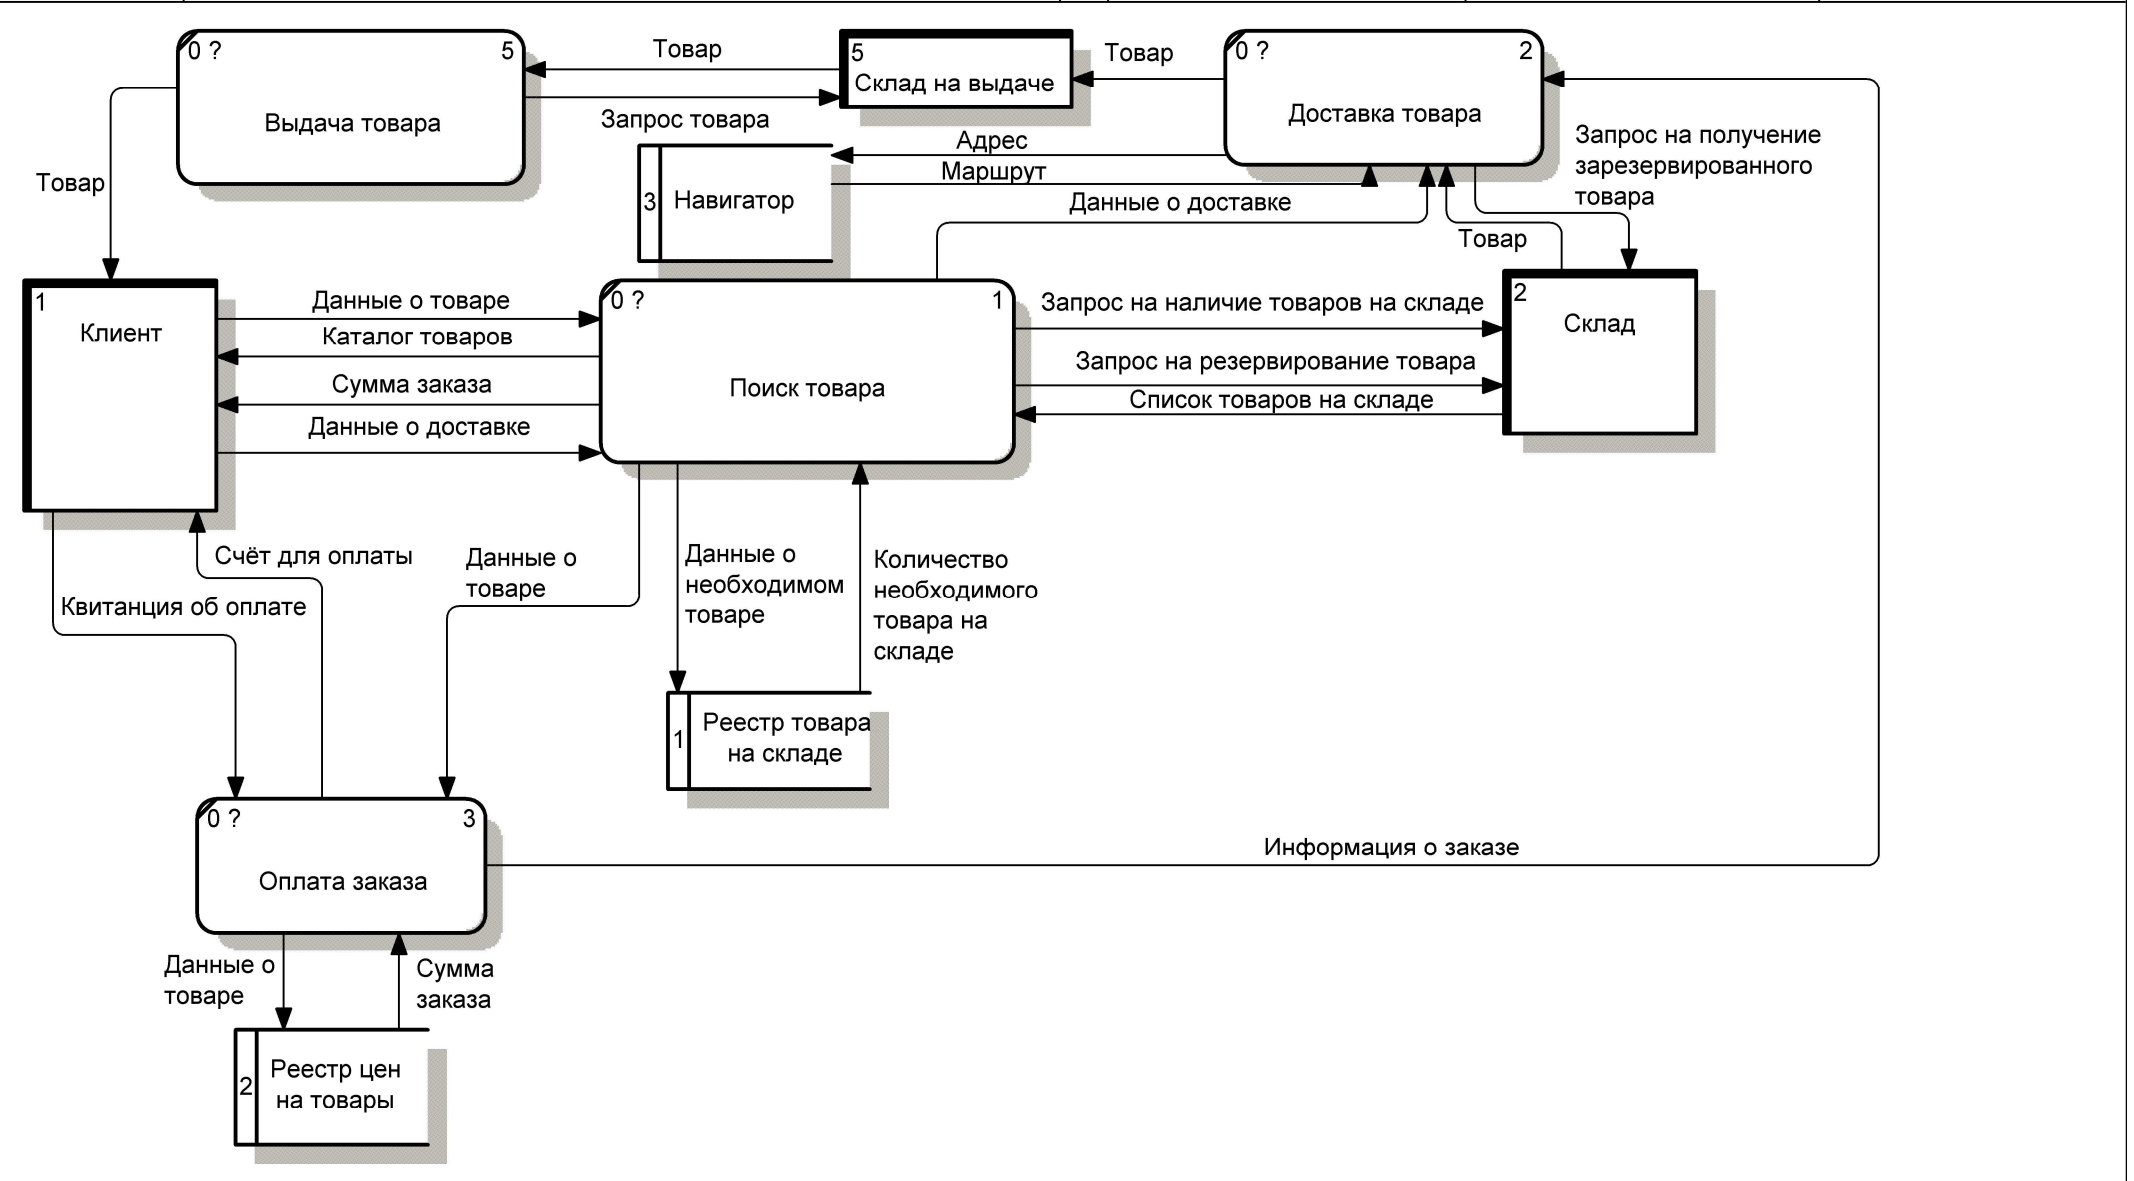 0 ?
5
Выдача товара
Товар
5
Склад на выдаче
Товар
0 ?
2
Доставка товара
Запрос товара
Адрес
Маршрут
3
Навигатор
Данные о доставке
Запрос на получение
зарезервированного
товара
Товар
Товар
1
Клиент
Данные о товаре
Каталог товаров
Сумма заказа
Данные о доставке
0 ?
1
Поиск товара
Запрос на наличие товаров на складе
Запрос на резервирование товара
Список товаров на складе
2
Склад
Счёт для оплаты
Квитанция об оплате
Данные о
товаре
Данные о
необходимом
товаре
Количество
необходимого
товара на
складе
1
Реестр товара
на складе
0 ?
3
Оплата заказа
Информация о заказе
Данные о
товаре
Сумма
заказа
2
Реестр цен
на товары